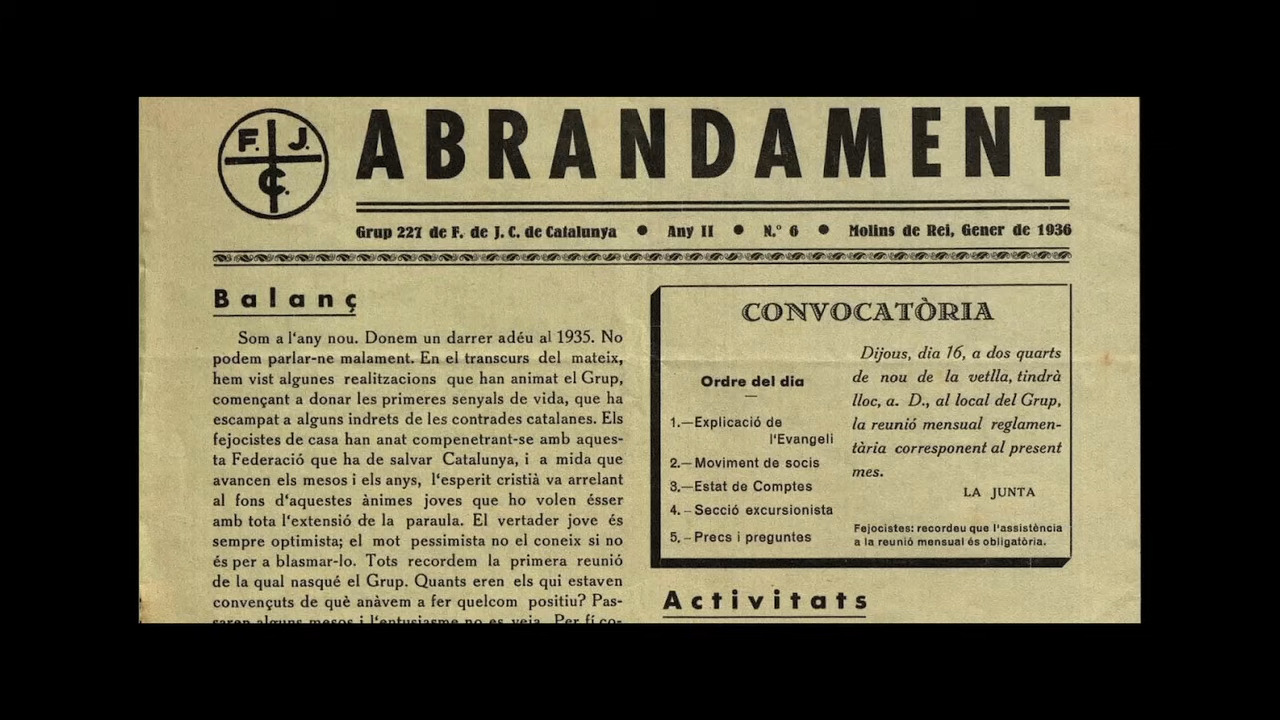 F. J.
C.
ABRANDAMENT
Grup 227 de F. de J. C. de Catalunya • Any II • N.º 6 • Molins de Rei, Gener de 1936
Balanç
Som a l'any nou. Donem un darrer adéu al 1935. No
podem parlar-ne malament. En el transcurs del mateix,
hem vist algunes realitzacions que han animat el Grup,
començant a donar les primeres senyals de vida, que ha
escampat a alguns indrets de les contrades catalanes. Els
fejocistes de casa han anat compenetrant-se amb aques-
ta Federació que ha de salvar Catalunya, i a mida que
avancen els mesos i els anys, l'esperit cristià va arrelant
al fons d'aquestes ànimes joves que ho volen ésser
amb tota l'extensió de la paraula. El vertader jove és
sempre optimista; el mot pessimista no el coneix si no
és per a blasmar-lo. Tots recordem la primera reunió
de la qual nasqué el Grup. Quants eren els qui estaven
convençuts de què anàvem a fer quelcom positiu? Pas-
saren alguns mesos i l'entusiasme no es veia. Per fí co-
CONVOCATÒRIA
Ordre del dia
1.—Explicació de
l'Evangeli
2.—Moviment de socis
3.—Estat de Comptes
4.—Secció excursionista
5.—Precs i preguntes
Dijous, dia 16, a dos quarts
de nou de la vetlla, tindrà
lloc, a. D., al local del Grup,
la reunió mensual reglamen-
tària corresponent al present
mes.
LA JUNTA
Fejocistes: recordeu que l'assistència
a la reunió mensual és obligatòria.
Activitats